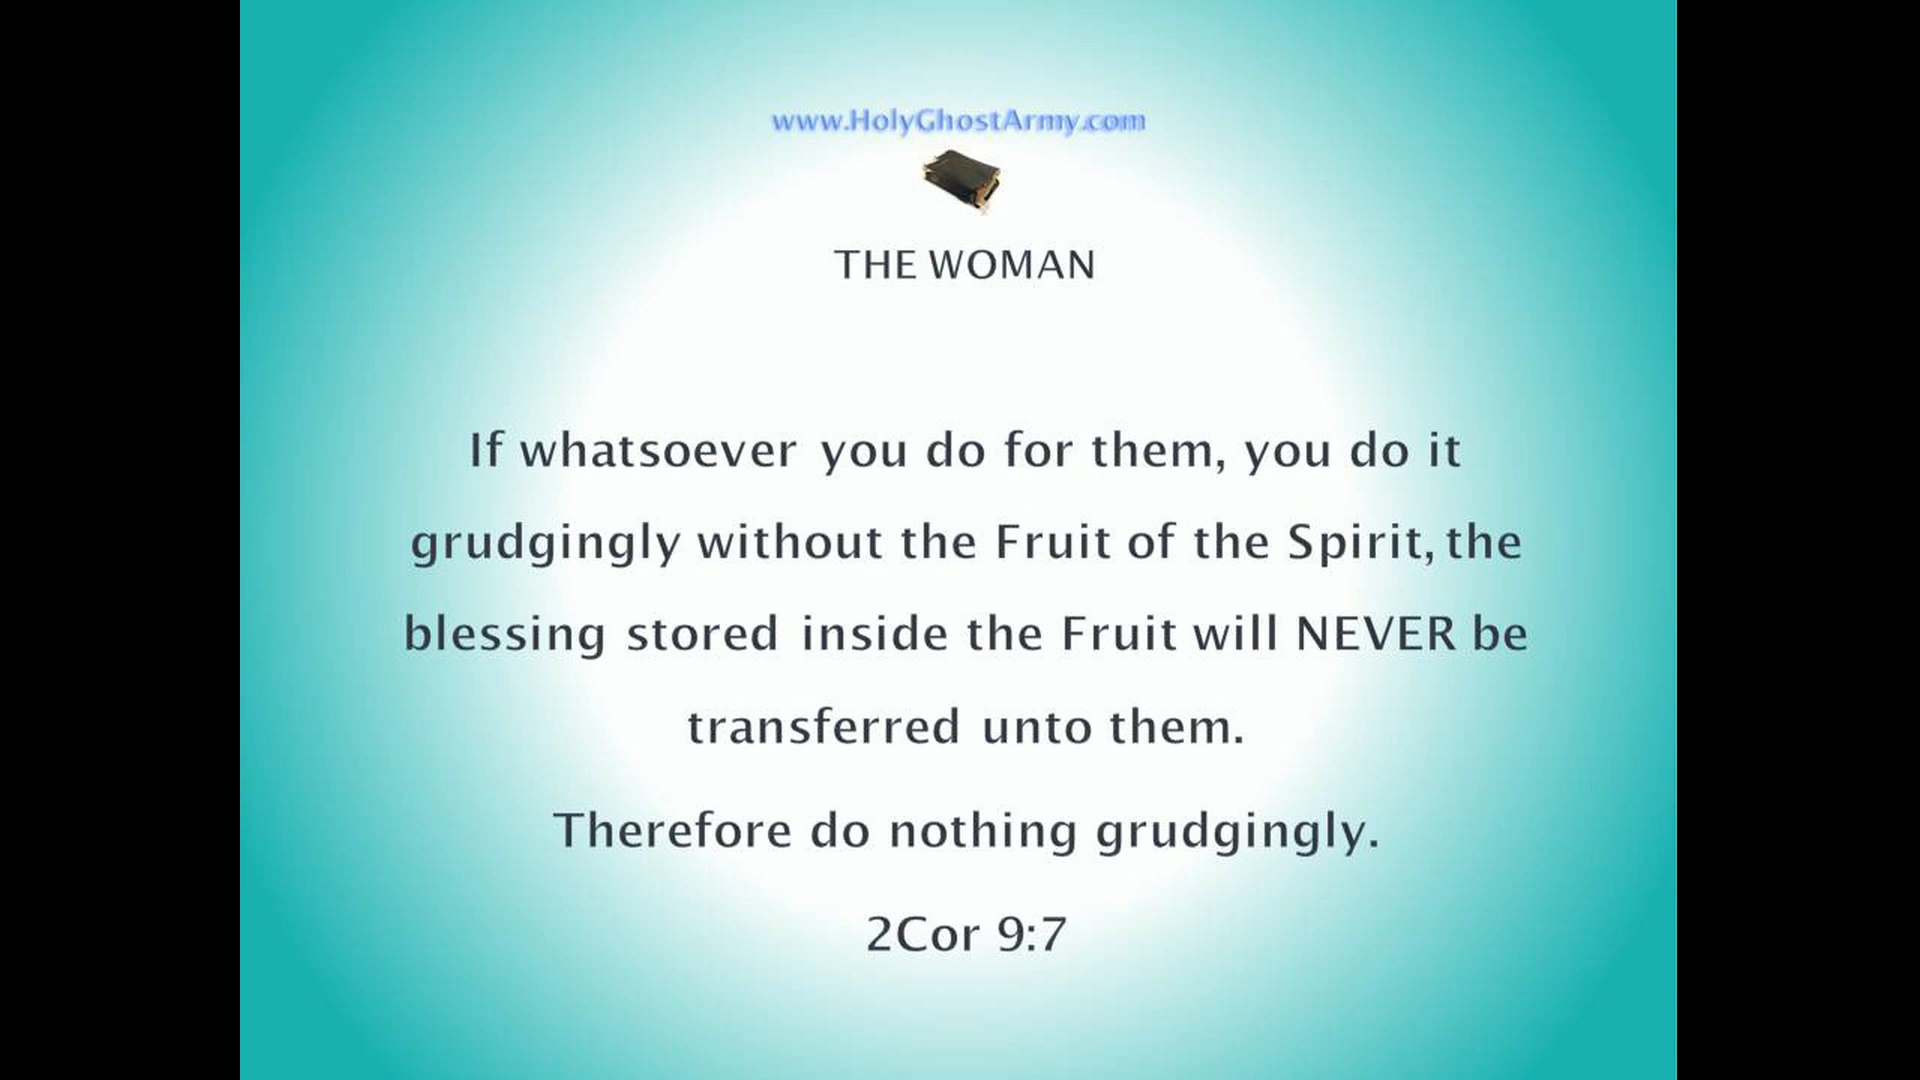 www.HolyGhostArmy.com
THE WOMAN
If whatsoever you do for them, you do it
grudgingly without the Fruit of the Spirit, the
blessing stored inside the Fruit will NEVER be
transferred unto them.
Therefore do nothing grudgingly.
2Cor 9:7